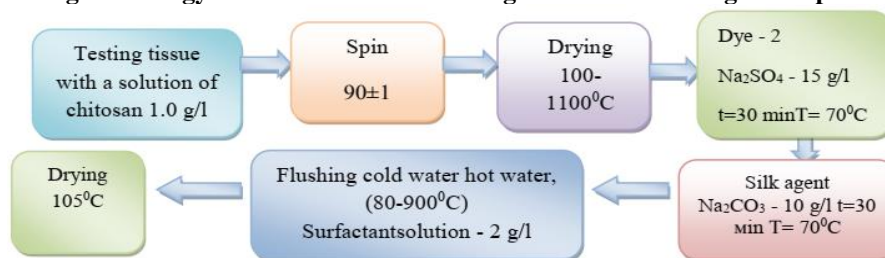 Testing tissue
with a solution of
chitosan 1.0 g/l
Spin
90±1
Drying
100-
1100⁰C
Dye - 2
Na₂SO₄ - 15 g/l
t=30 minT= 70⁰C
Silk agent
Na₂CO₃ - 10 g/l t=30
мин T= 70⁰C
Flushing cold water hot water,
(80-900⁰C)
Surfactantsolution - 2 g/l
Drying
105⁰C